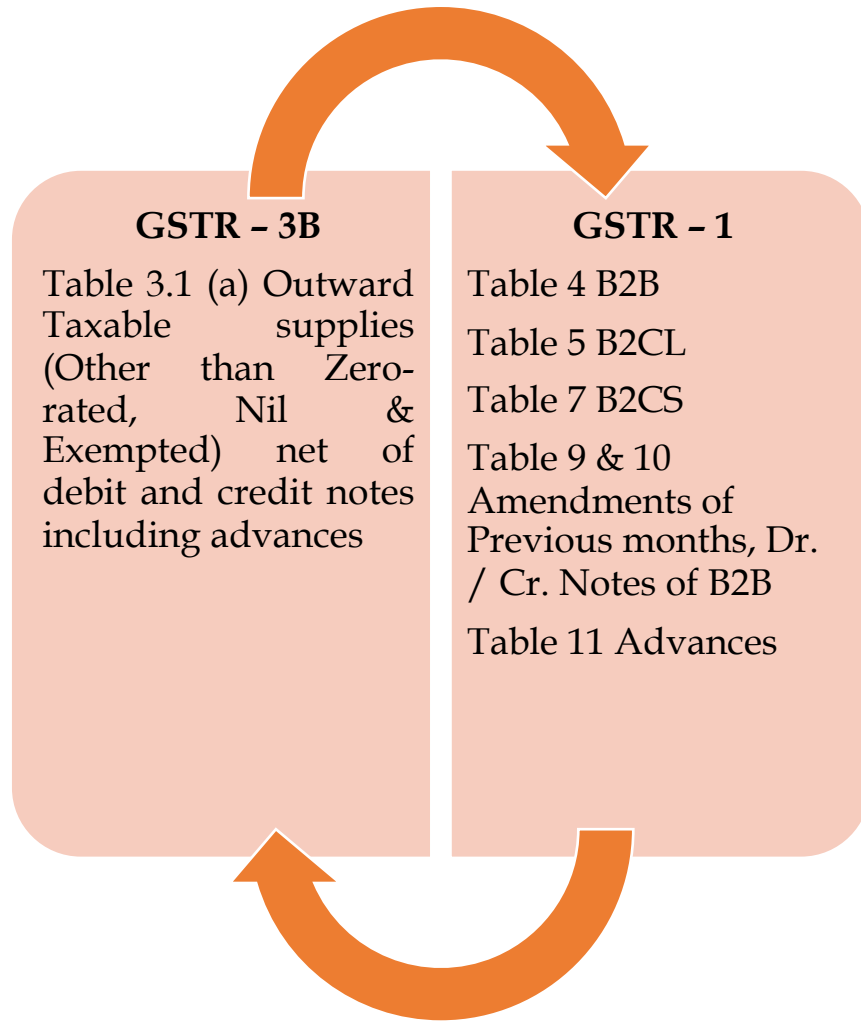 GSTR – 3B
Table 3.1 (a) Outward
Taxable supplies
(Other than Zero-
rated, Nil &
Exempted) net of
debit and credit notes
including advances
GSTR – 1
Table 4 B2B
Table 5 B2CL
Table 7 B2CS
Table 9 & 10
Amendments of
Previous months, Dr.
/ Cr. Notes of B2B
Table 11 Advances